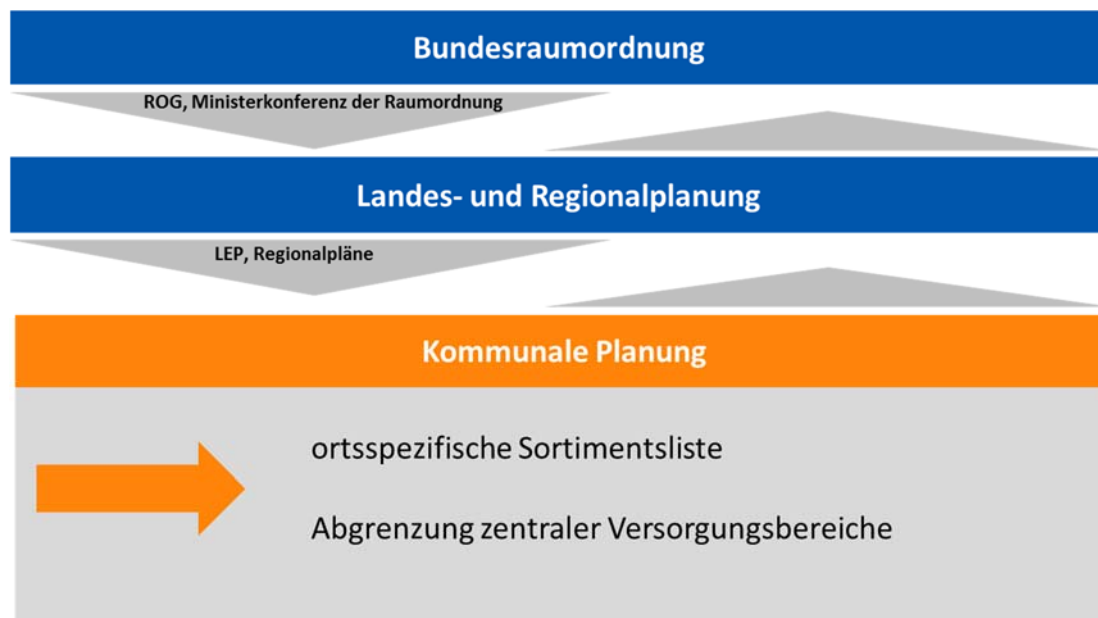 Bundesraumordnung
ROG, Ministerkonferenz der Raumordnung
Landes- und Regionalplanung
LEP, Regionalpläne
Kommunale Planung
ortsspezifische Sortimentsliste
Abgrenzung zentraler Versorgungsbereiche